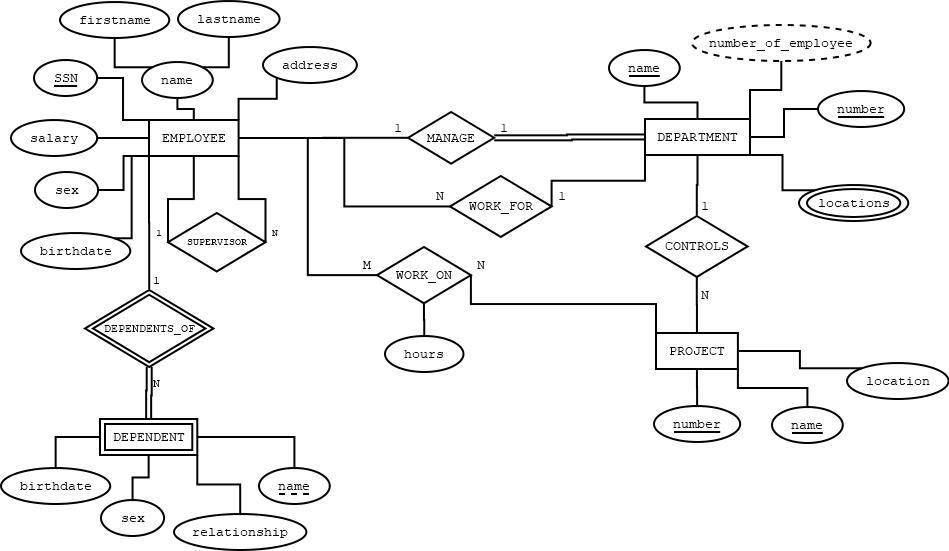 firstname
lastname
number_of_employee
address
name
SSN
name
number
salary
EMPLOYEE
1
MANAGE
1
DEPARTMENT
sex
N
WORK_FOR
1
locations
1
birthdate
1
SUPERVISOR
N
CONTROLS
M
WORK_ON
N
1
N
DEPENDENTS_OF
hours
PROJECT
location
N
number
name
DEPENDENT
birthdate
name
sex
relationship